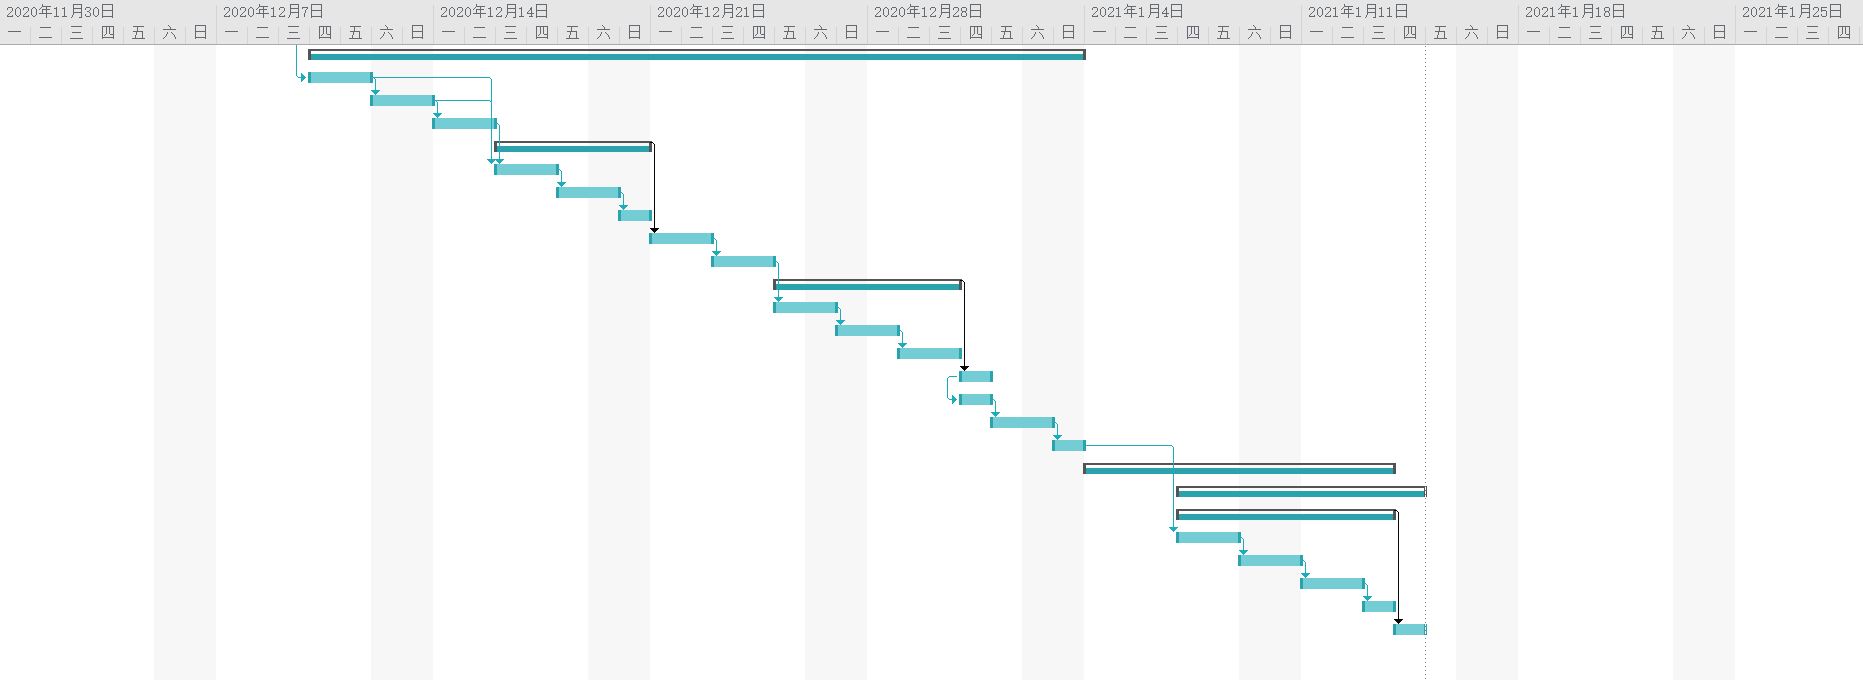 2020年11月30日 2020年12月7日 2020年12月14日 2020年12月21日 2020年12月28日 2021年1月4日 2021年1月11日 2021年1月18日 2021年1月25日
一 二 三 四 五 六 日 一 二 三 四 五 六 日 一 二 三 四 五 六 日 一 二 三 四 五 六 日 一 二 三 四 五 六 日 一 二 三 四 五 六 日 一 二 三 四 五 六 日 一 二 三 四 五 六 日 一 二 三 四